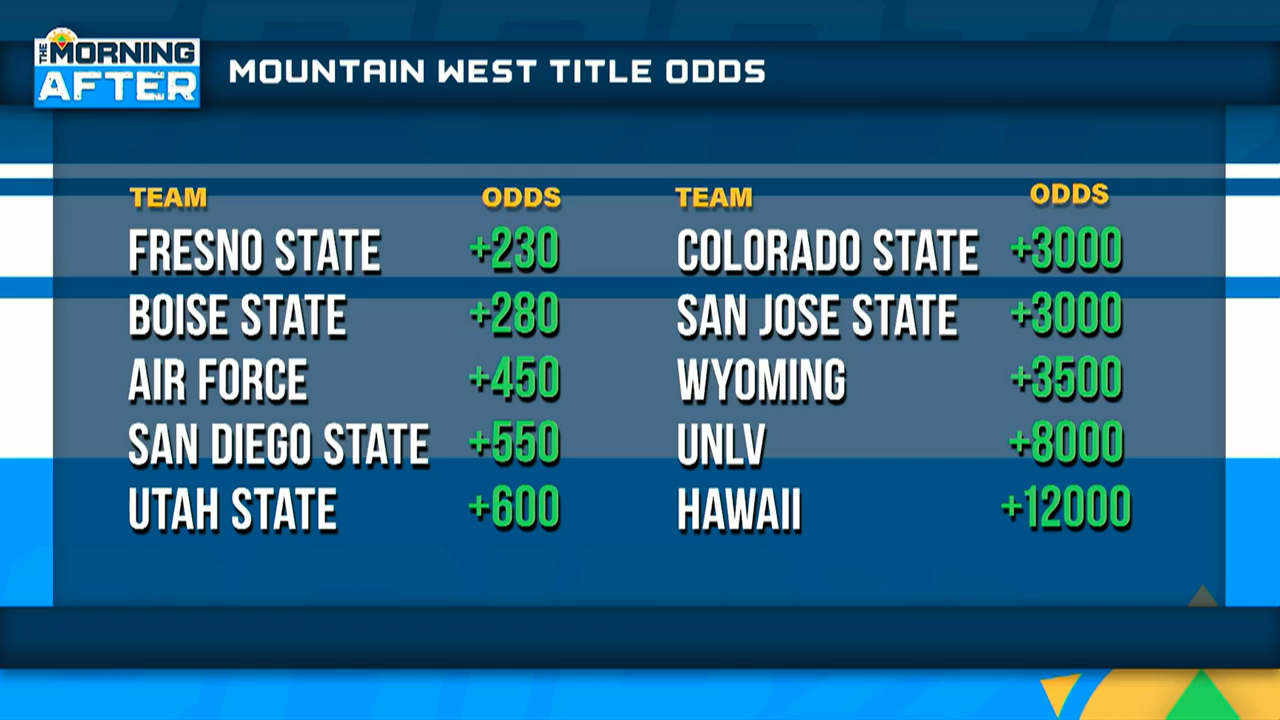 THE MORNING
AFTER
MOUNTAIN WEST TITLE ODDS
TEAM ODDS TEAM ODDS
FRESNO STATE +230 COLORADO STATE +3000
BOISE STATE +280 SAN JOSE STATE +3000
AIR FORCE +450 WYOMING +3500
SAN DIEGO STATE +550 UNLV +8000
UTAH STATE +600 HAWAII +12000